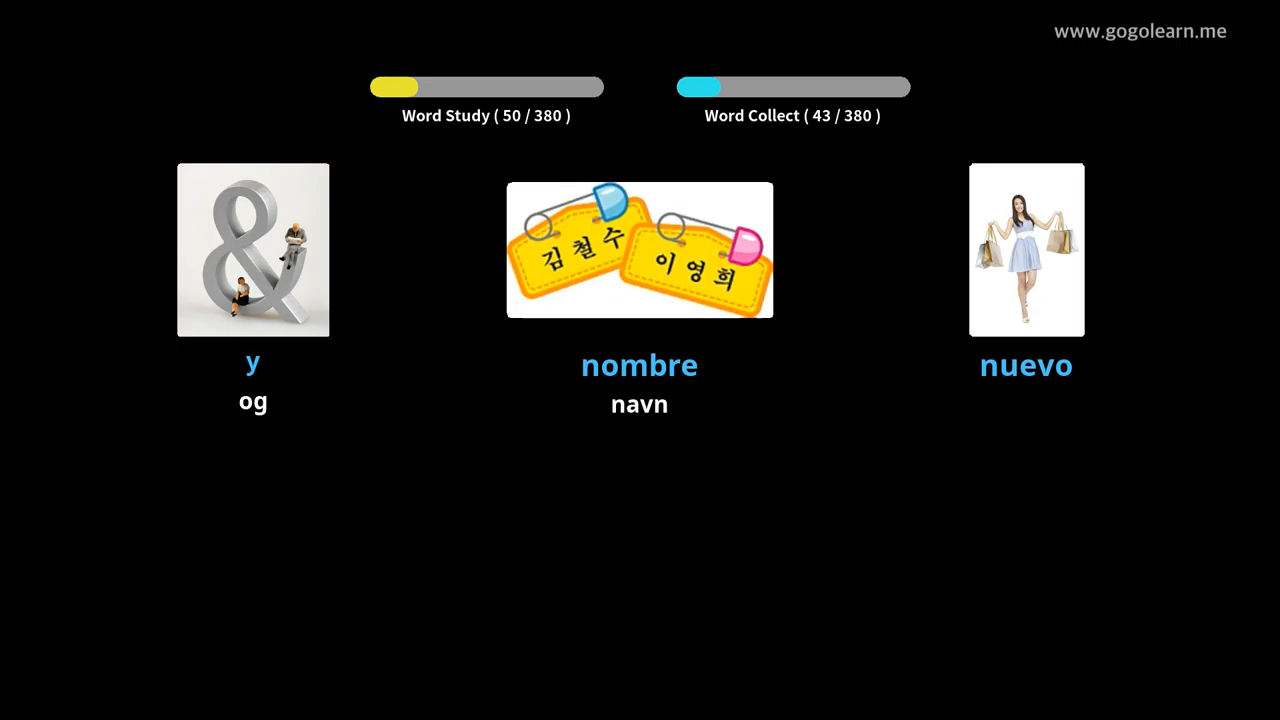 www.gogolearn.me
Word Study ( 50 / 380 )
Word Collect ( 43 / 380 )
&
김철수
이영희
y
nombre
nuevo
og
navn